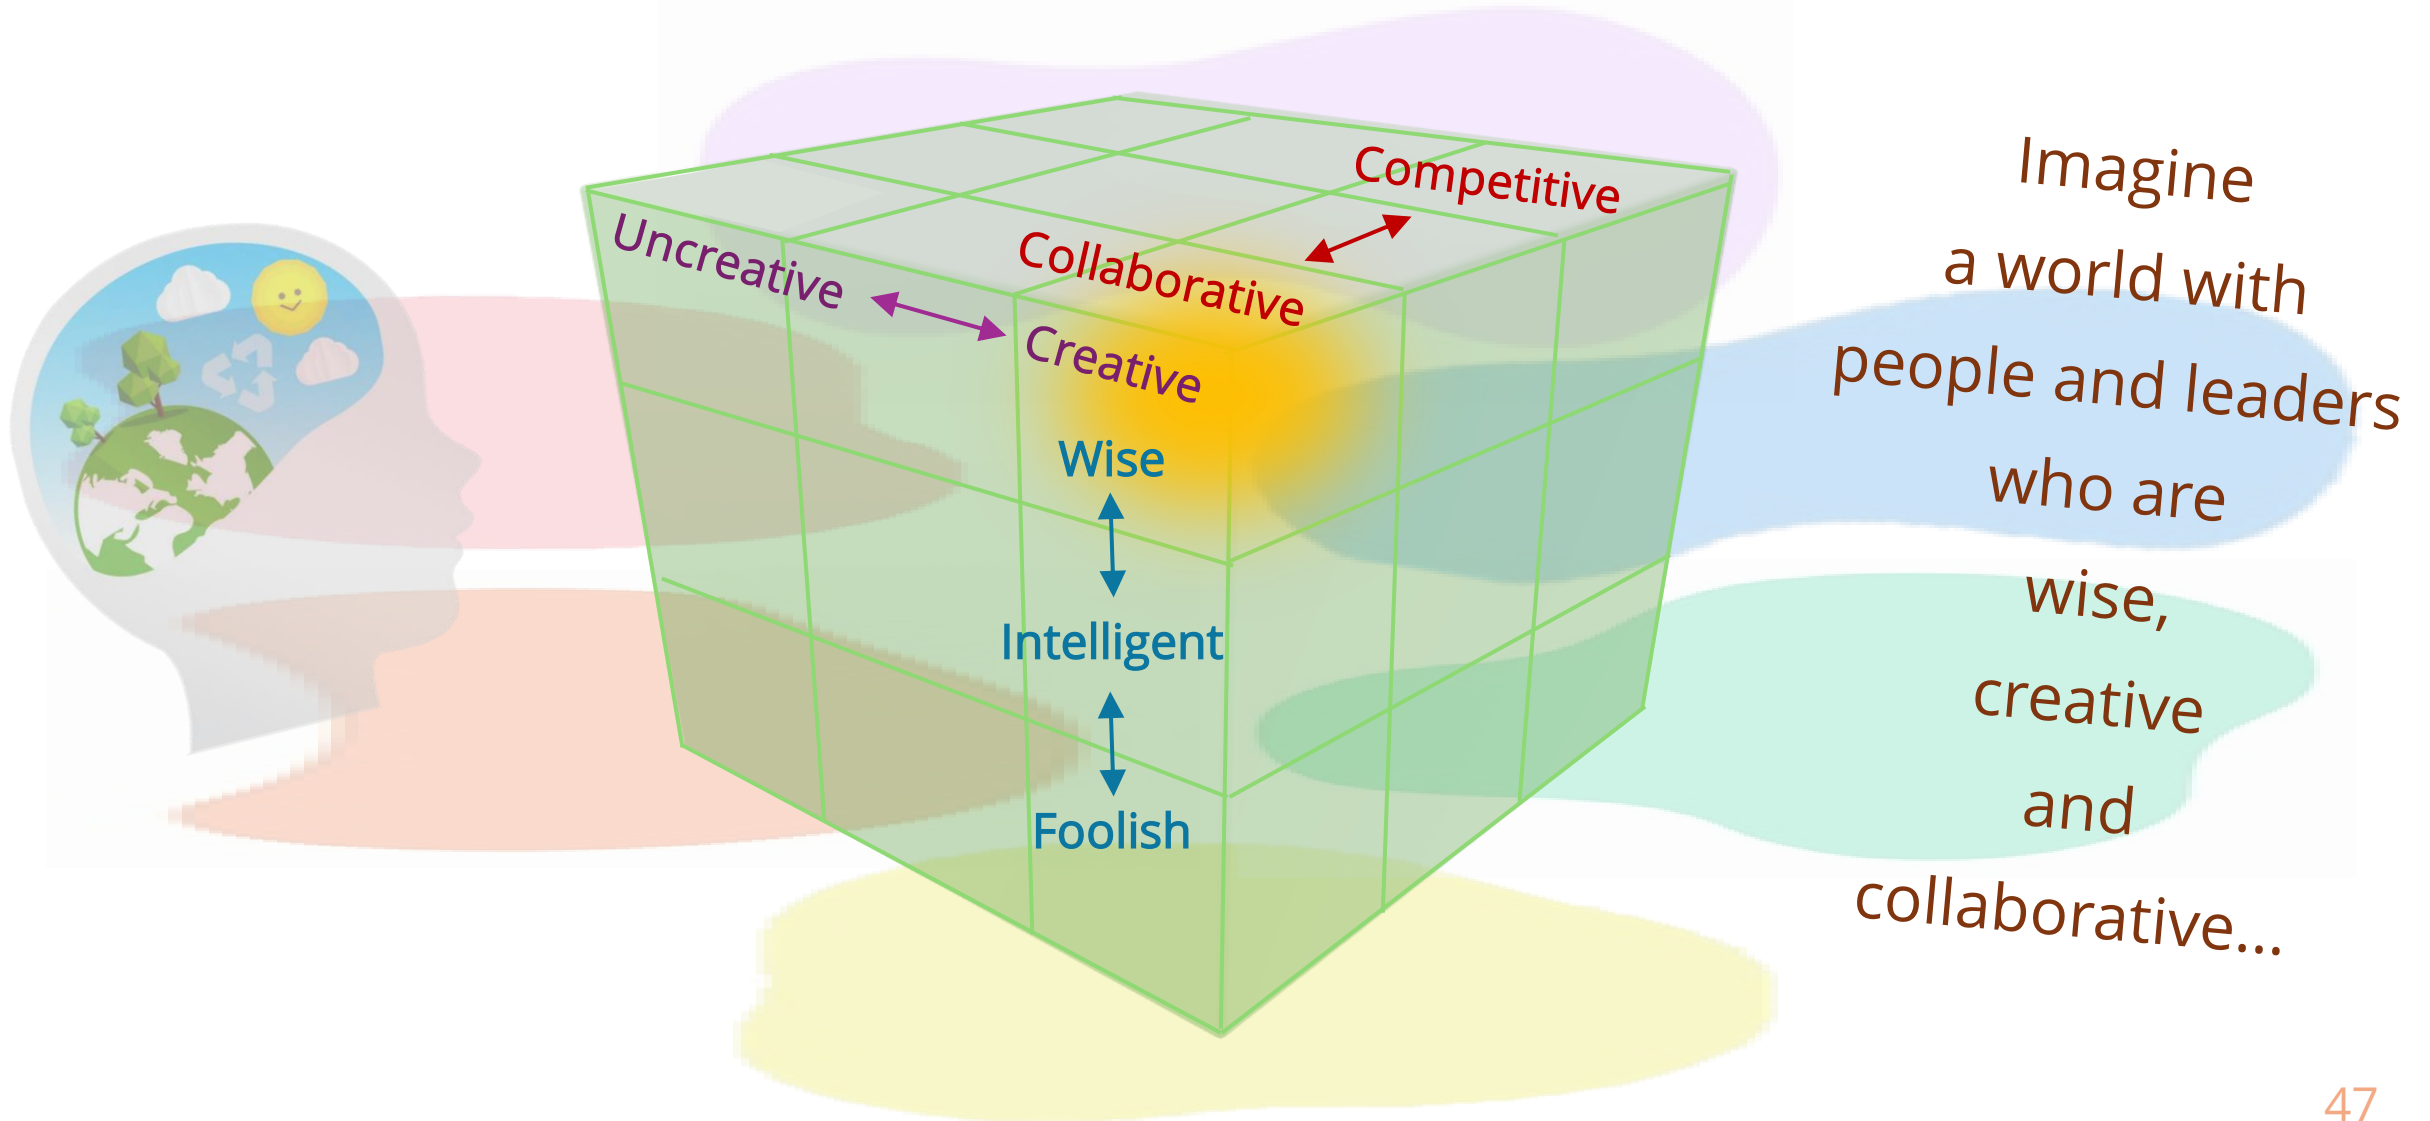 Competitive
Uncreative
Collaborative
Creative
Wise
Intelligent
Foolish
Imagine
a world with
people and leaders
who are
wise,
creative
and
collaborative...
47